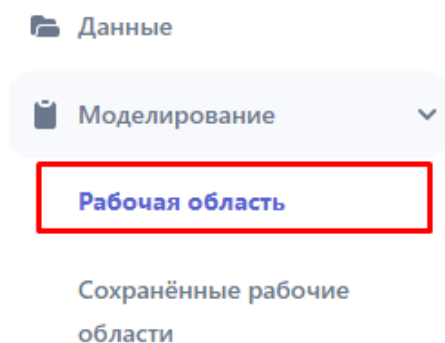 Данные
Моделирование
Рабочая область
Сохранённые рабочие
области